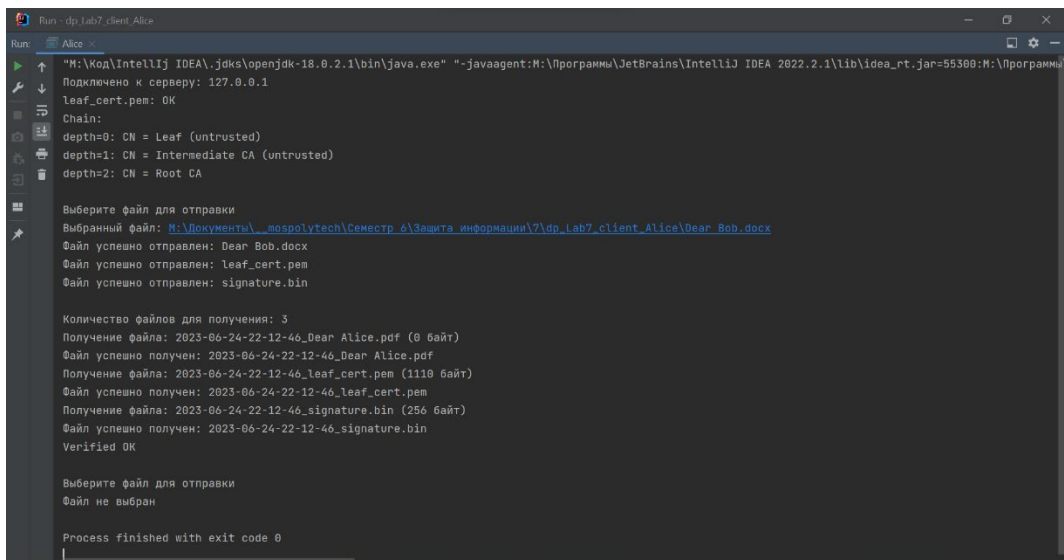 Run - dp_Lab7_client_Alice
Run: Alice
"M:\Код\IntellIj IDEA\.jdks\openjdk-18.0.2.1\bin\java.exe" "-javaagent:M:\Программы\JetBrains\IntelliJ IDEA 2022.2.1\lib\idea_rt.jar=55300:M:\Программы\
Подключено к серверу: 127.0.0.1
leaf_cert.pem: OK
Chain:
depth=0: CN = Leaf (untrusted)
depth=1: CN = Intermediate CA (untrusted)
depth=2: CN = Root CA
Выберите файл для отправки
Выбранный файл: M:\Документы\__mospolytech\Семестр 6\Защита информации\7\dp_Lab7_client_Alice\Dear Bob.docx
Файл успешно отправлен: Dear Bob.docx
Файл успешно отправлен: leaf_cert.pem
Файл успешно отправлен: signature.bin
Количество файлов для получения: 3
Получение файла: 2023-06-24-22-12-46_Dear Alice.pdf (0 байт)
Файл успешно получен: 2023-06-24-22-12-46_Dear Alice.pdf
Получение файла: 2023-06-24-22-12-46_leaf_cert.pem (1110 байт)
Файл успешно получен: 2023-06-24-22-12-46_leaf_cert.pem
Получение файла: 2023-06-24-22-12-46_signature.bin (256 байт)
Файл успешно получен: 2023-06-24-22-12-46_signature.bin
Verified OK
Выберите файл для отправки
Файл не выбран
Process finished with exit code 0